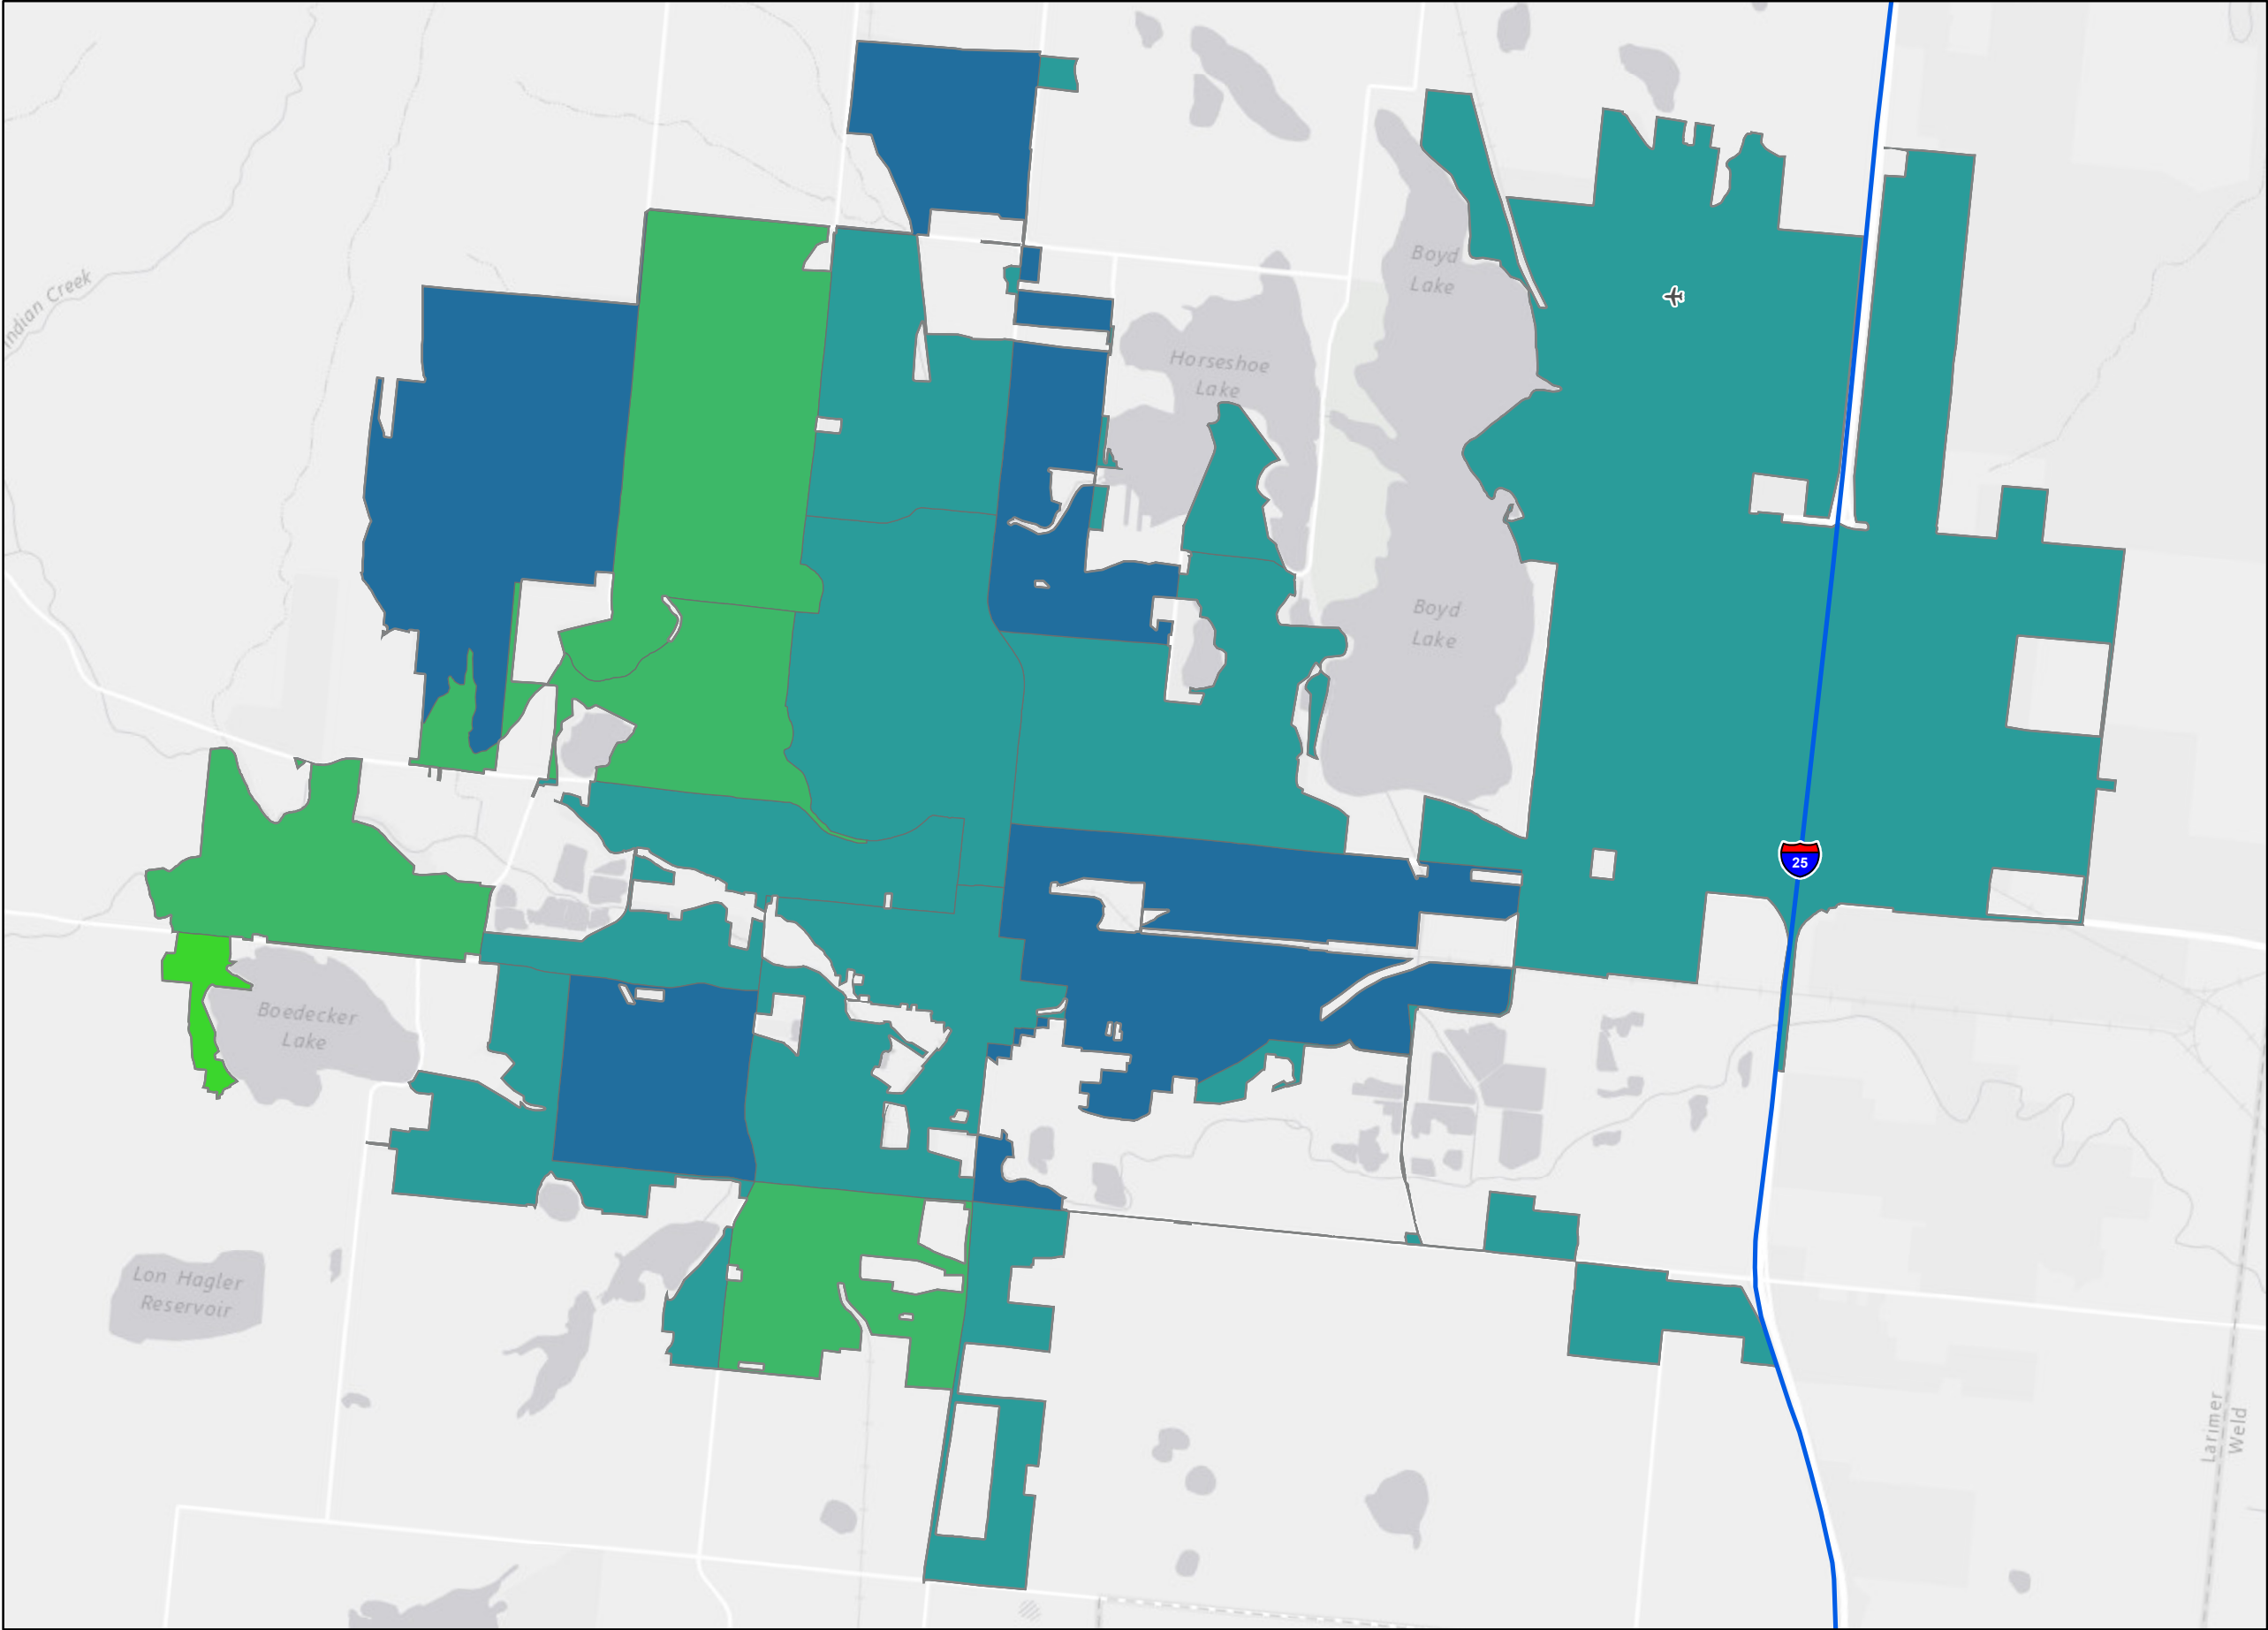 Indian Creek
Boyd
Lake
Horseshoe
Lake
Boyd
Lake
25
Boedecker
Lake
Lon Hagler
Reservoir
Larimer
Weld